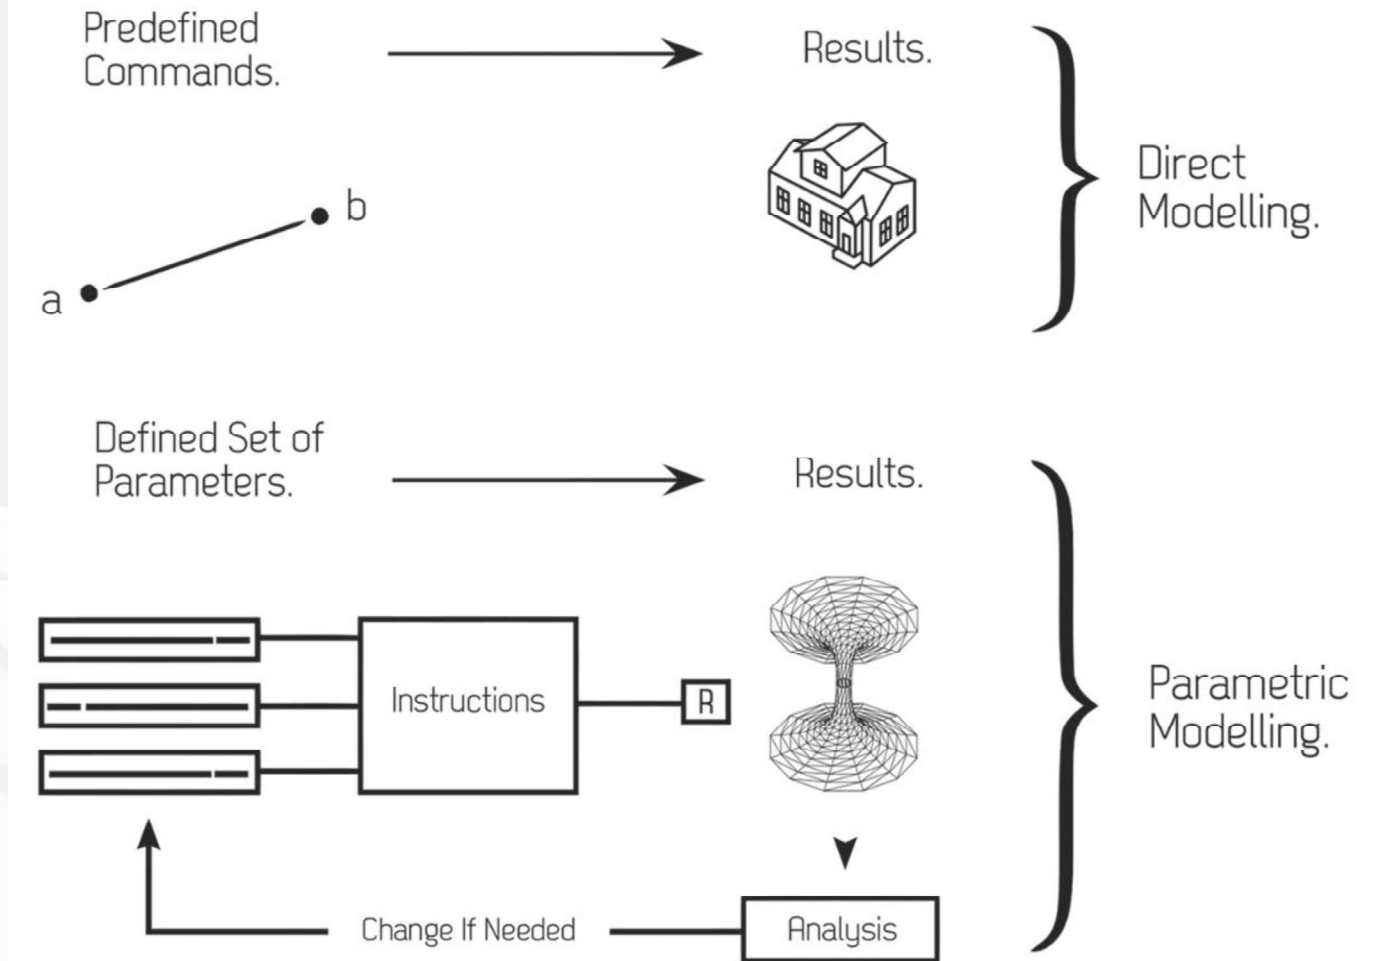 Predefined
Commands.
Results.
Direct
Modelling.
b
a
Defined Set of
Parameters.
Results.
Instructions
R
Parametric
Modelling.
Change If Needed
Analysis